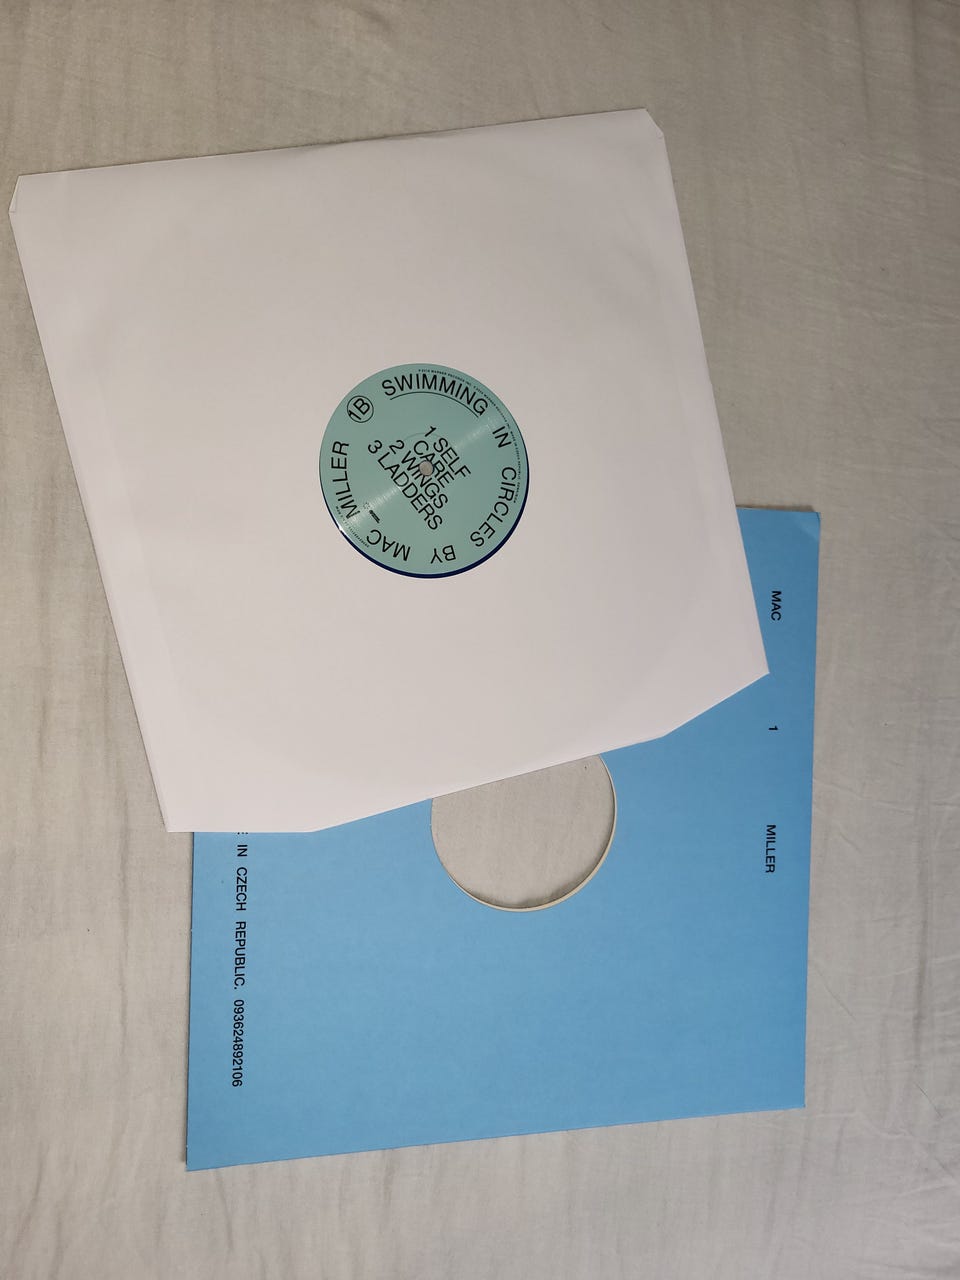 SWIMMING IN CIRCLES BY MAC MILLER
1B
1 SELF
CARE
2 WINGS
3 LADDERS
MAC 1 MILLER
IN CZECH REPUBLIC. 093624892106